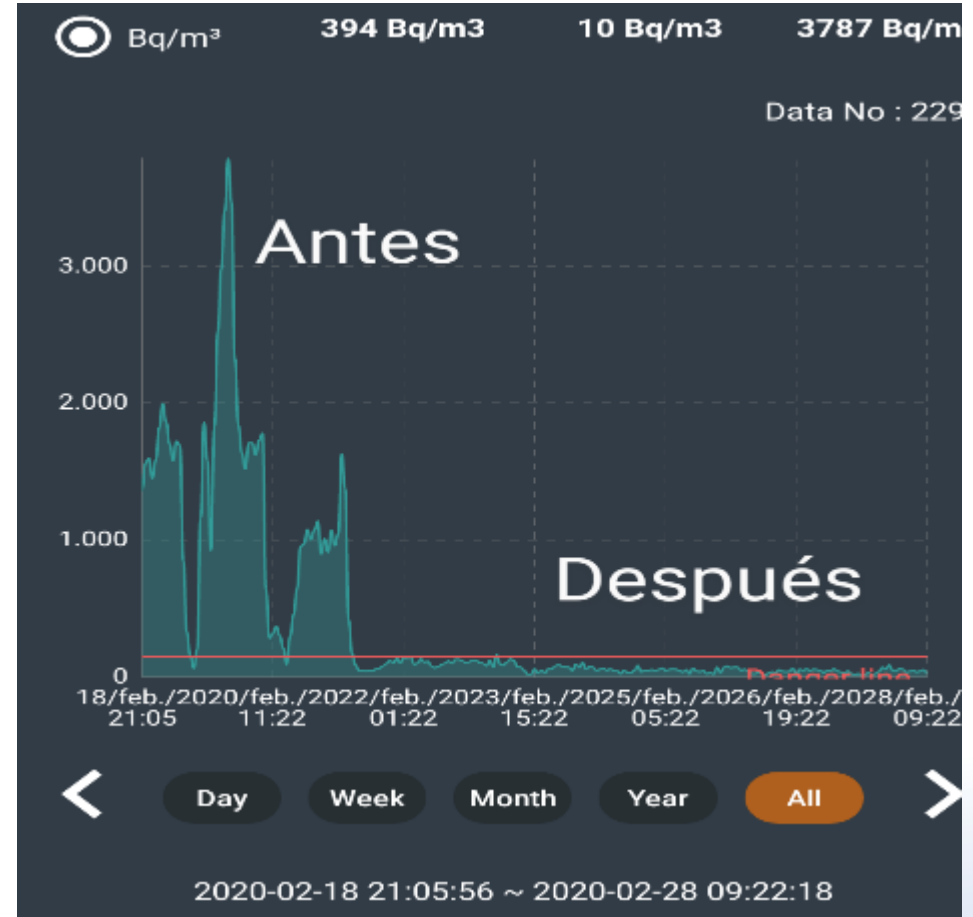 Bq/m³ 394 Bq/m3 10 Bq/m3 3787 Bq/m
Data No : 229
Antes
3.000
2.000
1.000
Después
0
Danger line
18/feb./2020/feb./2022/feb./2023/feb./2025/feb./2026/feb./2028/feb./
21:05 11:22 01:22 15:22 05:22 19:22 09:22
Day Week Month Year All
2020-02-18 21:05:56 ~ 2020-02-28 09:22:18